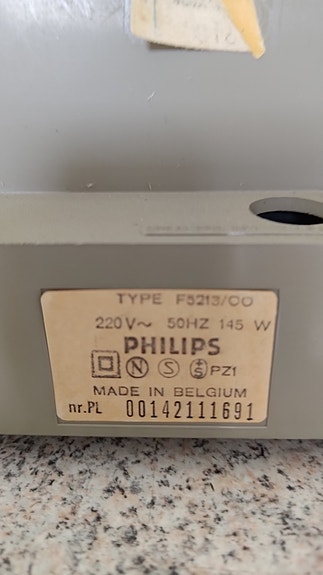 TYPE F5213/00
220V~ 50HZ 145 W
PHILIPS
N S S PZ1
MADE IN BELGIUM
nr.PL 00142111691